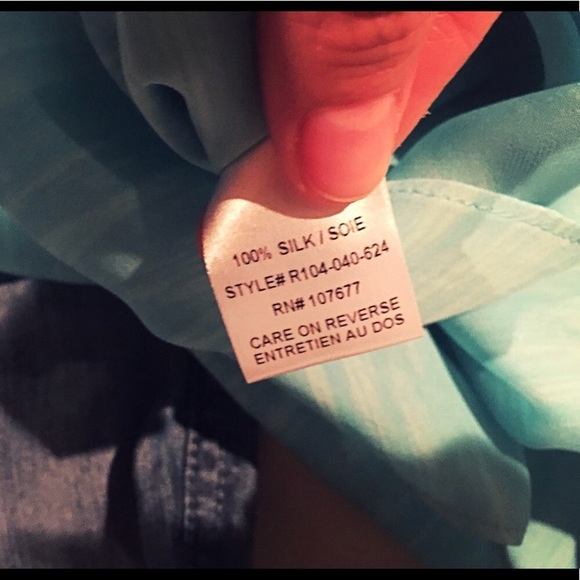 100% SILK / SOIE
STYLE# R104-040-624
RN# 107677
CARE ON REVERSE
ENTRETIEN AU DOS